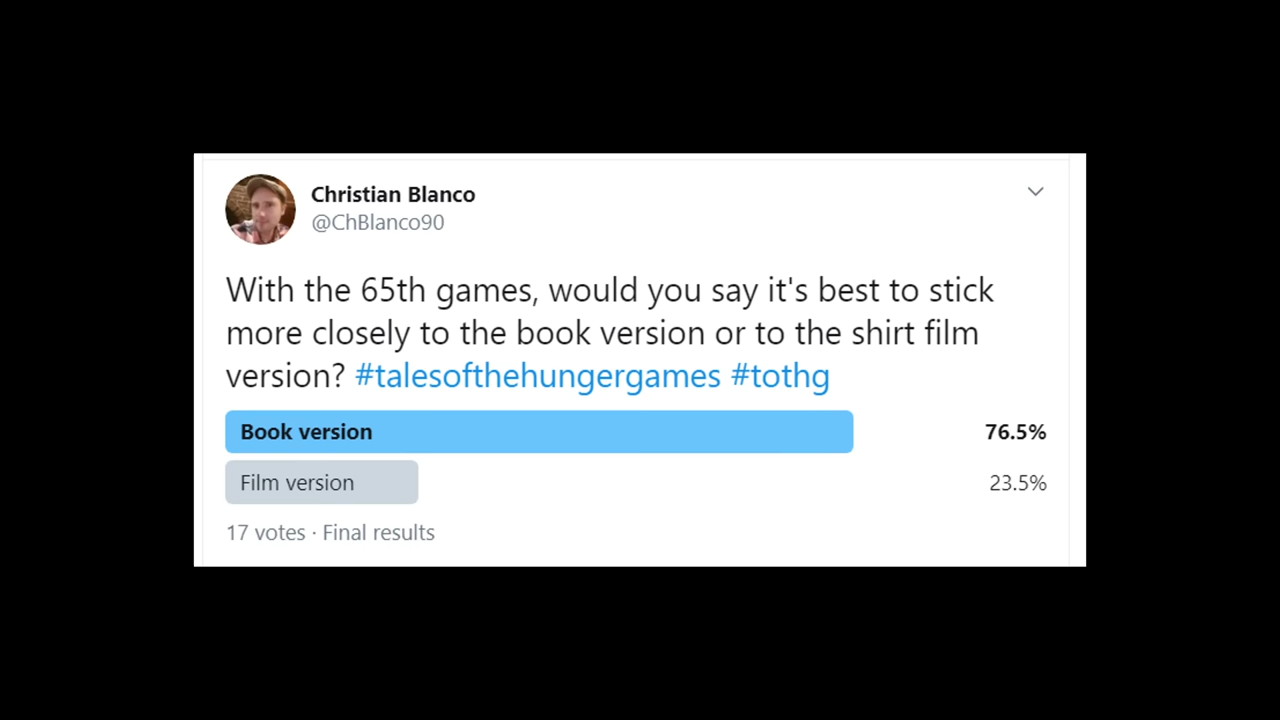 Christian Blanco
@ChBlanco90
With the 65th games, would you say it's best to stick
more closely to the book version or to the shirt film
version? #talesofthehungergames #tothg
Book version 76.5%
Film version 23.5%
17 votes · Final results